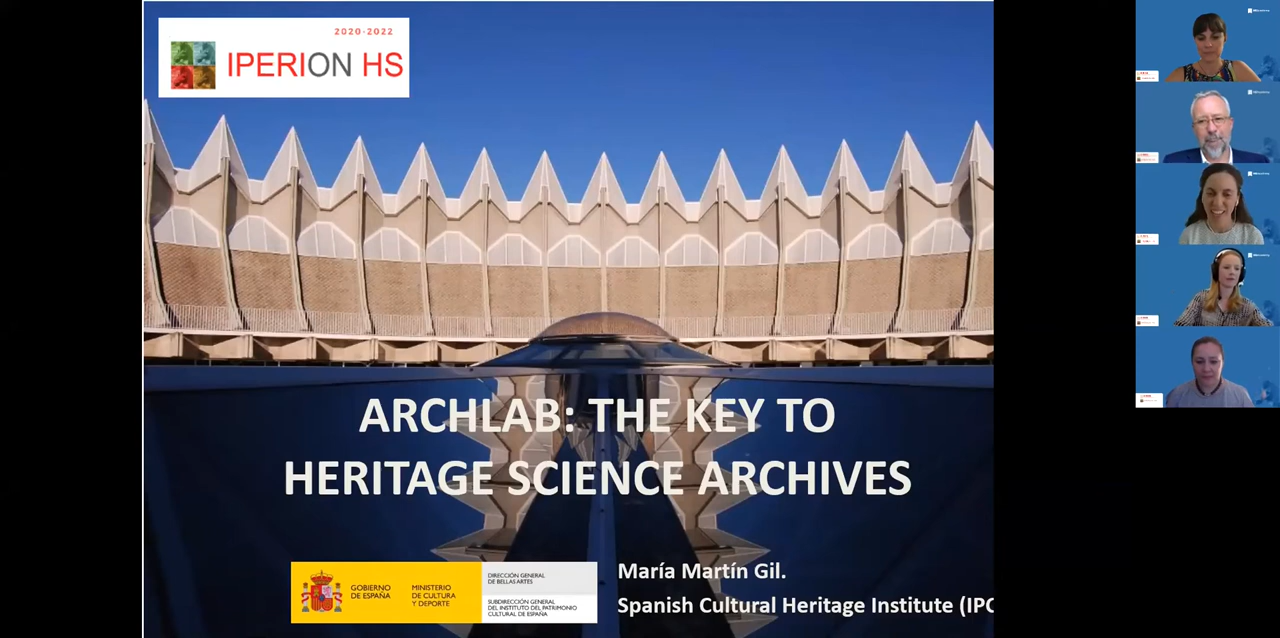 2020-2022
IPERION HS
ARCHLAB: THE KEY TO
HERITAGE SCIENCE ARCHIVES
GOBIERNO
DE ESPAÑA
MINISTERIO
DE CULTURA
Y DEPORTE
DIRECCIÓN GENERAL
DE BELLAS ARTES
SUBDIRECCIÓN GENERAL
DEL INSTITUTO DEL PATRIMONIO
CULTURAL DE ESPAÑA
María Martín Gil.
Spanish Cultural Heritage Institute (IPC